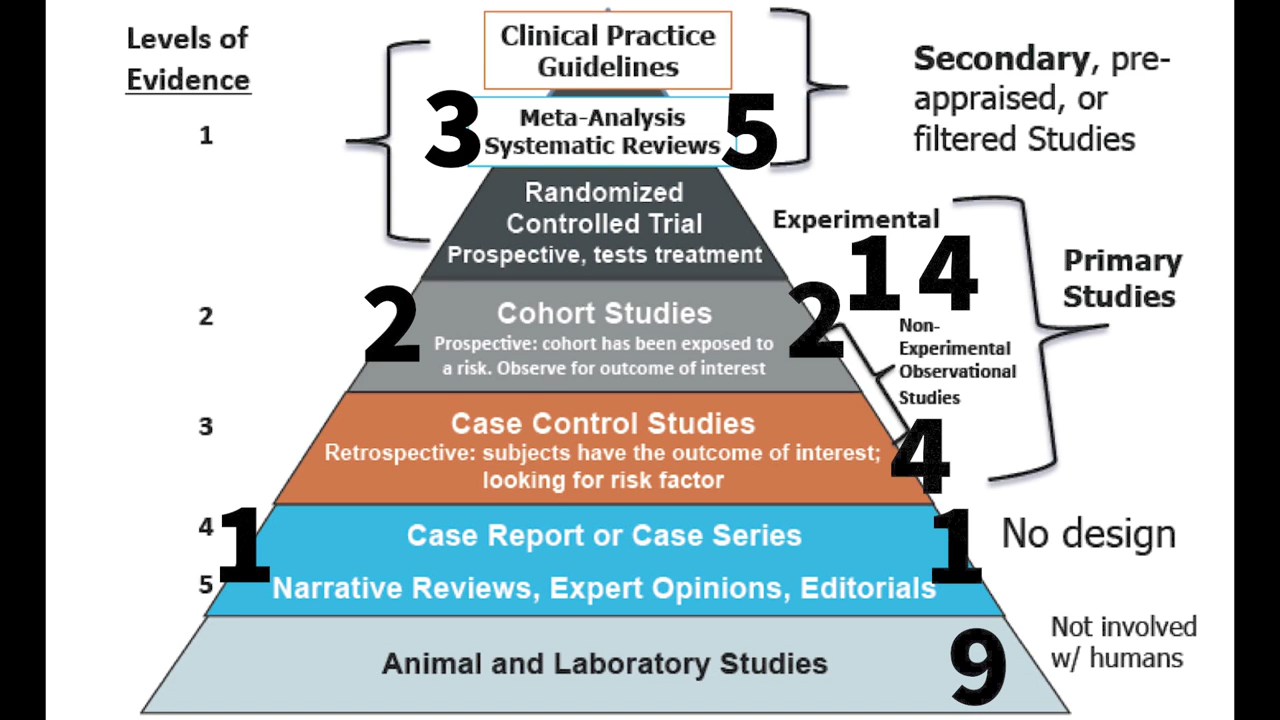 Levels of
Evidence
1
2
3
4
5
Clinical Practice
Guidelines
3
Meta-Analysis
Systematic Reviews
5
Randomized
Controlled Trial
Prospective, tests treatment
2
Cohort Studies
Prospective: cohort has been exposed to
a risk. Observe for outcome of interest
2
Case Control Studies
Retrospective: subjects have the outcome of interest;
looking for risk factor
4
1
Case Report or Case Series
Narrative Reviews, Expert Opinions, Editorials
1
Animal and Laboratory Studies
9
Secondary, pre-
appraised, or
filtered Studies
Experimental
14
Non-
Experimental
Observational
Studies
Primary
Studies
No design
Not involved
w/ humans